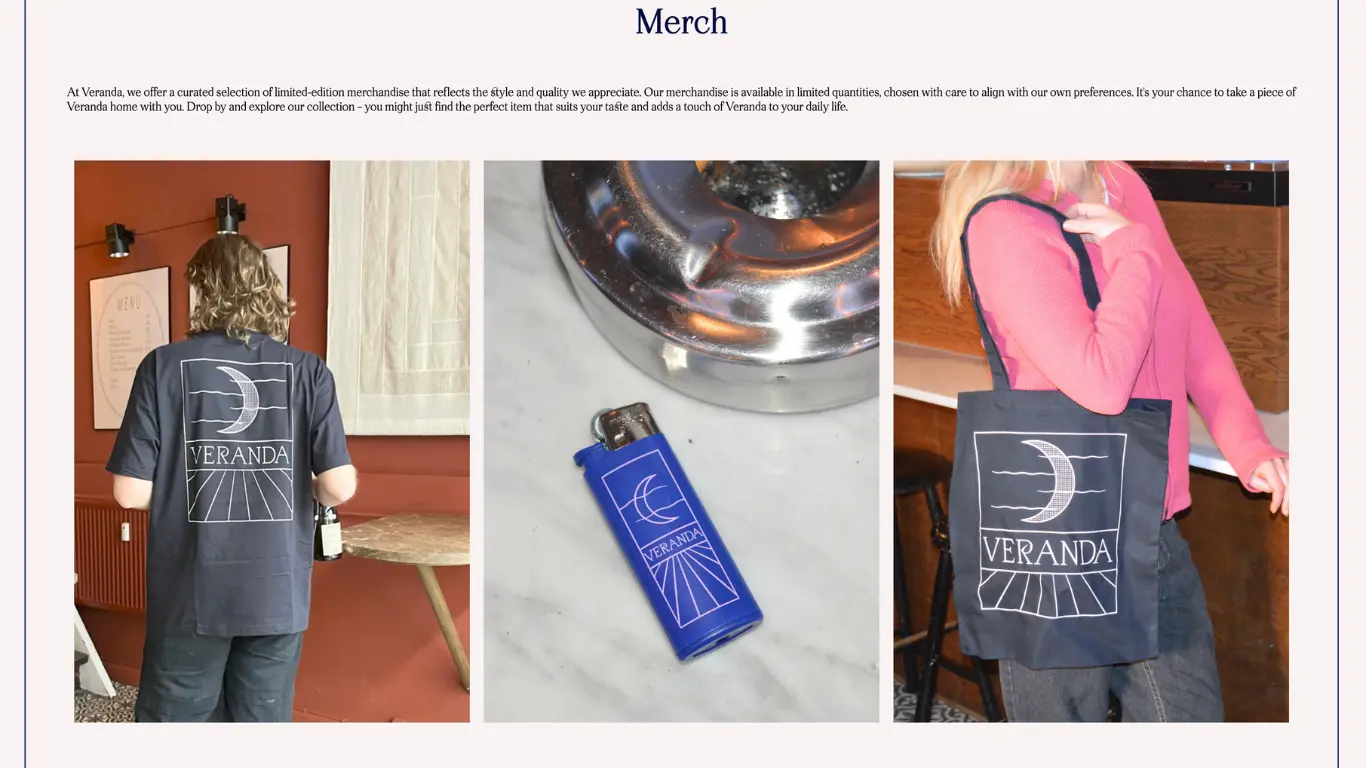 Merch
At Veranda, we offer a curated selection of limited-edition merchandise that reflects the style and quality we appreciate. Our merchandise is available in limited quantities, chosen with care to align with our own preferences. It's your chance to take a piece of
Veranda home with you. Drop by and explore our collection – you might just find the perfect item that suits your taste and adds a touch of Veranda to your daily life.
MENU
VERANDA
VERANDA
VERANDA